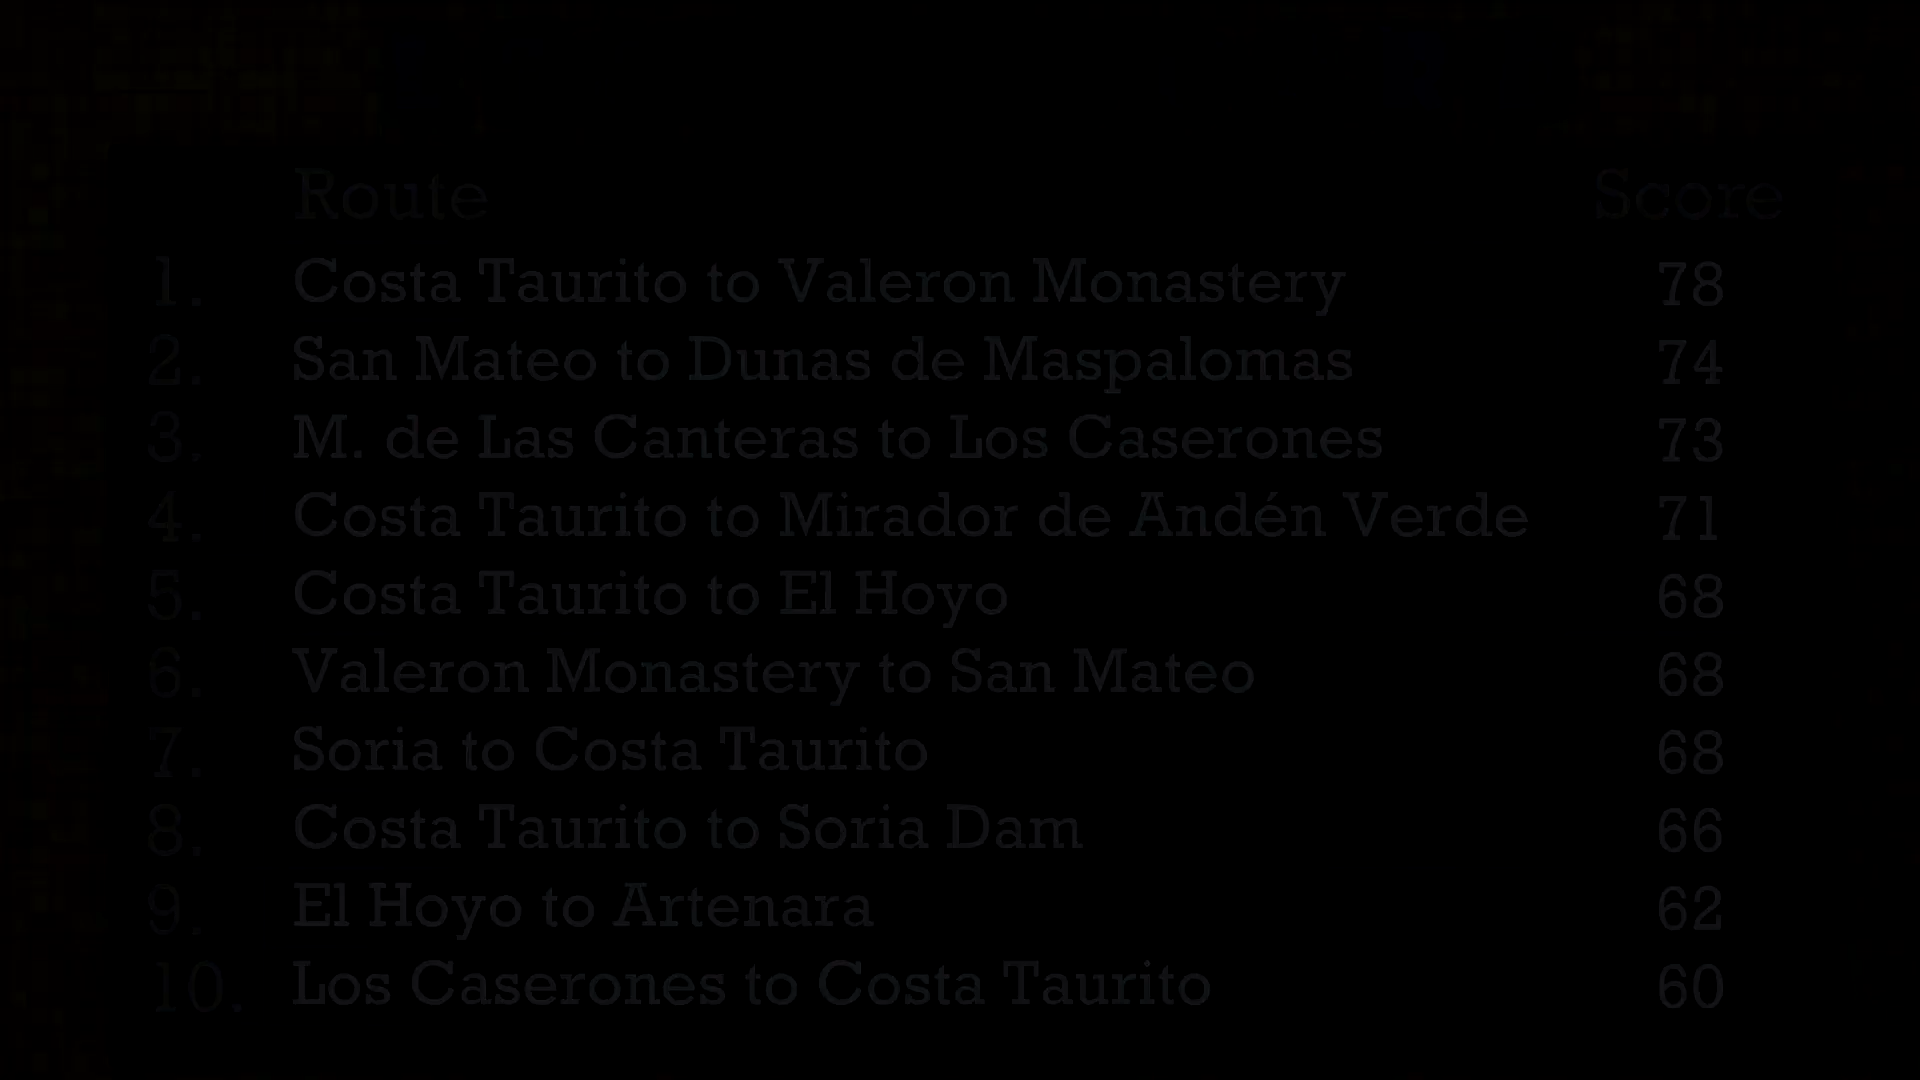 Route Score
1. Costa Taurito to Valeron Monastery 78
2. San Mateo to Dunas de Maspalomas 74
3. M. de Las Canteras to Los Caserones 73
4. Costa Taurito to Mirador de Andén Verde 71
5. Costa Taurito to El Hoyo 68
6. Valeron Monastery to San Mateo 68
7. Soria to Costa Taurito 68
8. Costa Taurito to Soria Dam 66
9. El Hoyo to Artenara 62
10. Los Caserones to Costa Taurito 60